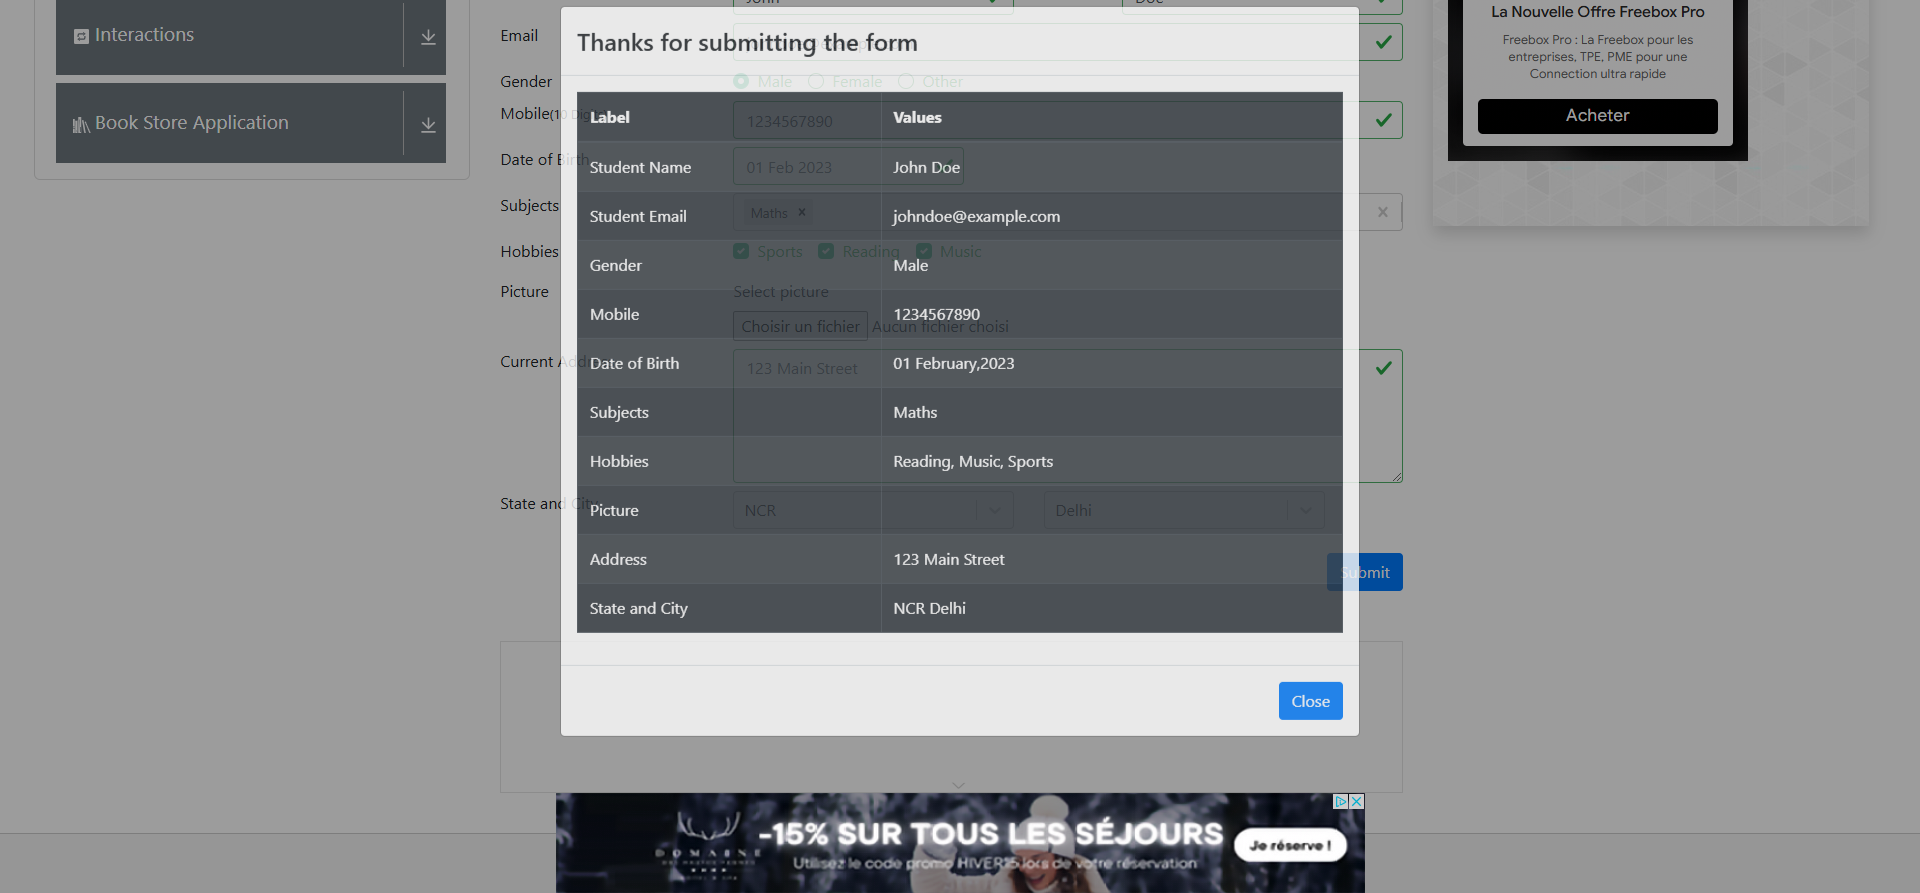 Interactions
Book Store Application
John
Doe
Email
Gender
Male
Female
Other
Mobile(10 Digits)
1234567890
Date of Birth
01 Feb 2023
Subjects
Maths
Hobbies
Sports
Reading
Music
Picture
Select picture
Choisir un fichier
Aucun fichier choisi
Current Add
123 Main Street
State and City
NCR
Delhi
Submit
Thanks for submitting the form
Label Values
Student Name John Doe
Student Email johndoe@example.com
Gender Male
Mobile 1234567890
Date of Birth 01 February,2023
Subjects Maths
Hobbies Reading, Music, Sports
Picture
Address 123 Main Street
State and City NCR Delhi
Close
La Nouvelle Offre Freebox Pro
Freebox Pro : La Freebox pour les
entreprises, TPE, PME pour une
Connection ultra rapide
Acheter
DOMAINE
-15% SUR TOUS LES SÉJOURS
Utilisez le code promo HIVER25 lors de votre réservation
Je réserve !